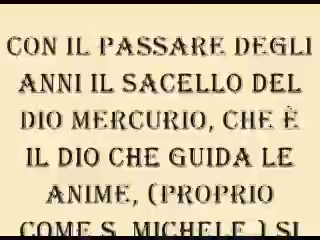 CON IL PASSARE DEGLI
ANNI IL SACELLO DEL
DIO MERCURIO, CHE È
IL DIO CHE GUIDA LE
ANIME, (PROPRIO
COME S. MICHELE ) SI